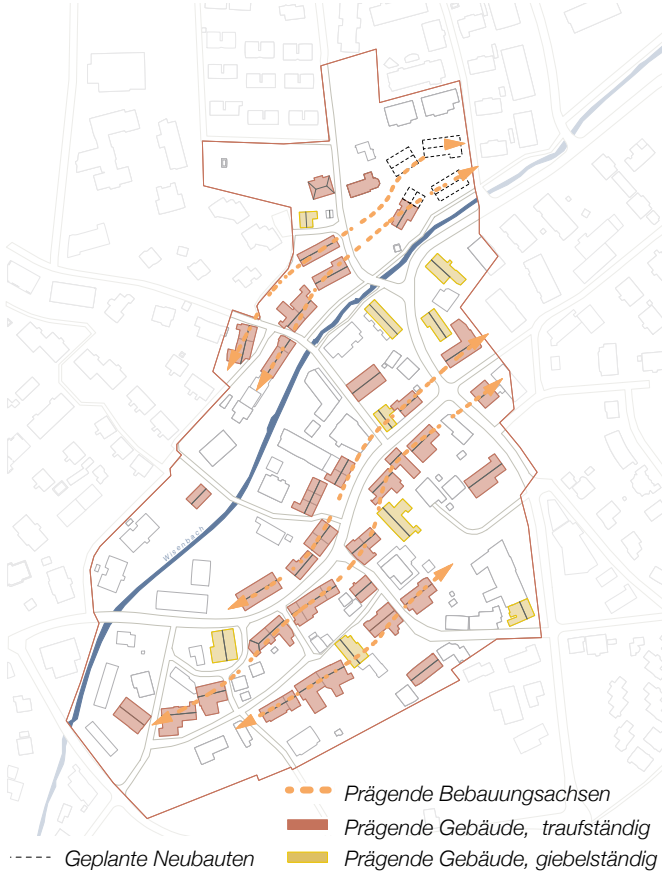 Wisenbach
Prägende Bebauungsachsen
Prägende Gebäude, traufständig
Geplante Neubauten
Prägende Gebäude, giebelständig